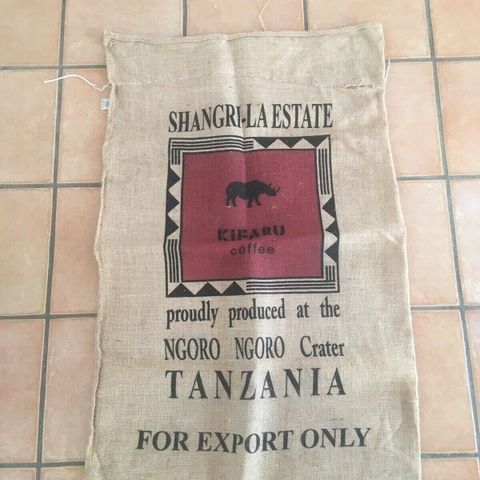 SHANGRI-LA ESTATE
KIFARU
coffee
proudly produced at the
NGORO NGORO Crater
TANZANIA
FOR EXPORT ONLY